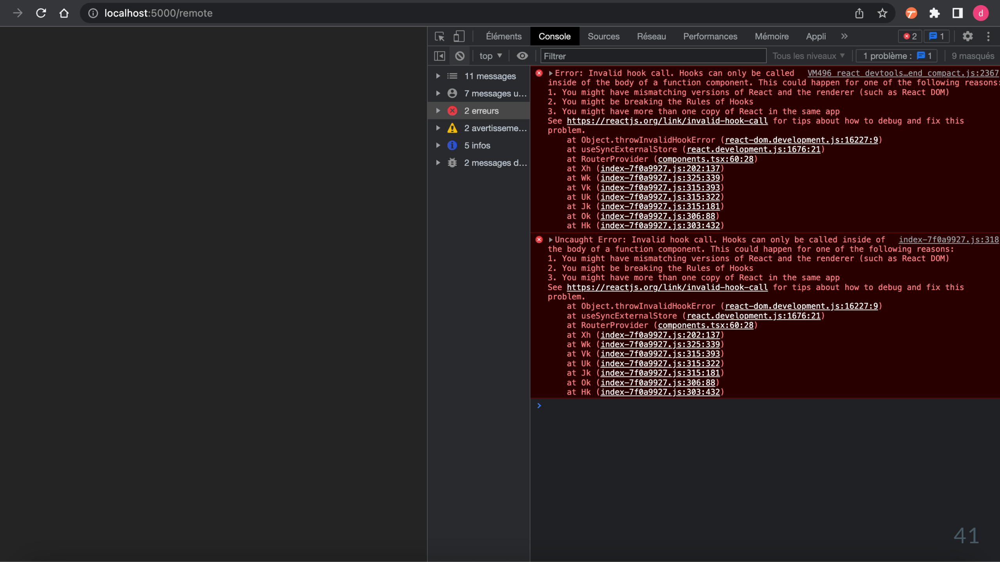 localhost:5000/remote
d
Éléments Console Sources Réseau Performances Mémoire Appli » 2 1
top Filtrer Tous les niveaux 1 problème : 1 9 masqués
11 messages
7 messages u…
2 erreurs
2 avertisseme…
5 infos
2 messages d…
Error: Invalid hook call. Hooks can only be called VM496 react_devtools…end_compact.js:2367
inside of the body of a function component. This could happen for one of the following reasons:
1. You might have mismatching versions of React and the renderer (such as React DOM)
2. You might be breaking the Rules of Hooks
3. You might have more than one copy of React in the same app
See https://reactjs.org/link/invalid-hook-call for tips about how to debug and fix this
problem.
at Object.throwInvalidHookError (react-dom.development.js:16227:9)
at useSyncExternalStore (react.development.js:1676:21)
at RouterProvider (components.tsx:60:28)
at Xh (index-7f0a9927.js:202:137)
at Wk (index-7f0a9927.js:325:339)
at Vk (index-7f0a9927.js:315:393)
at Uk (index-7f0a9927.js:315:322)
at Jk (index-7f0a9927.js:315:181)
at Ok (index-7f0a9927.js:306:88)
at Hk (index-7f0a9927.js:303:432)
Uncaught Error: Invalid hook call. Hooks can only be called inside of index-7f0a9927.js:318
the body of a function component. This could happen for one of the following reasons:
1. You might have mismatching versions of React and the renderer (such as React DOM)
2. You might be breaking the Rules of Hooks
3. You might have more than one copy of React in the same app
See https://reactjs.org/link/invalid-hook-call for tips about how to debug and fix this
problem.
at Object.throwInvalidHookError (react-dom.development.js:16227:9)
at useSyncExternalStore (react.development.js:1676:21)
at RouterProvider (components.tsx:60:28)
at Xh (index-7f0a9927.js:202:137)
at Wk (index-7f0a9927.js:325:339)
at Vk (index-7f0a9927.js:315:393)
at Uk (index-7f0a9927.js:315:322)
at Jk (index-7f0a9927.js:315:181)
at Ok (index-7f0a9927.js:306:88)
at Hk (index-7f0a9927.js:303:432)
41